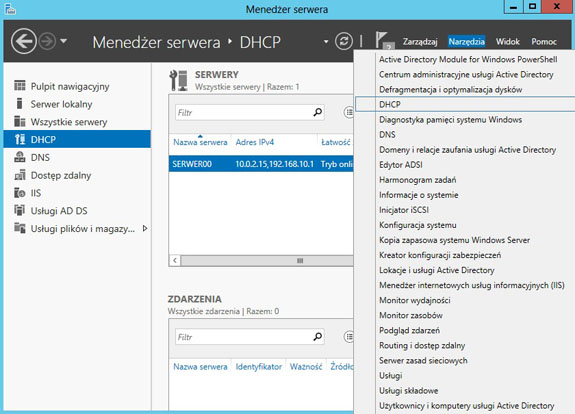 Menedżer serwera
Menedżer serwera ▸ DHCP
Zarządzaj Narzędzia Widok Pomoc
Pulpit nawigacyjny
Serwer lokalny
Wszystkie serwery
DHCP
DNS
Dostęp zdalny
IIS
Usługi AD DS
Usługi plików i magazy...
SERWERY
Wszystkie serwery | Razem: 1
Filtr
Nazwa serwera Adres IPv4 Łatwość z
SERWER00 10.0.2.15,192.168.10.1 Tryb onli
ZDARZENIA
Wszystkie zdarzenia | Razem: 0
Filtr
Nazwa serwera Identyfikator Ważność Źródło
Active Directory Module for Windows PowerShell
Centrum administracyjne usługi Active Directory
Defragmentacja i optymalizacja dysków
DHCP
Diagnostyka pamięci systemu Windows
DNS
Domeny i relacje zaufania usługi Active Directory
Edytor ADSI
Harmonogram zadań
Informacje o systemie
Inicjator iSCSI
Konfiguracja systemu
Kopia zapasowa systemu Windows Server
Kreator konfiguracji zabezpieczeń
Lokacje i usługi Active Directory
Menedżer internetowych usług informacyjnych (IIS)
Monitor wydajności
Monitor zasobów
Podgląd zdarzeń
Routing i dostęp zdalny
Serwer zasad sieciowych
Usługi
Usługi składowe
Użytkownicy i komputery usługi Active Directory